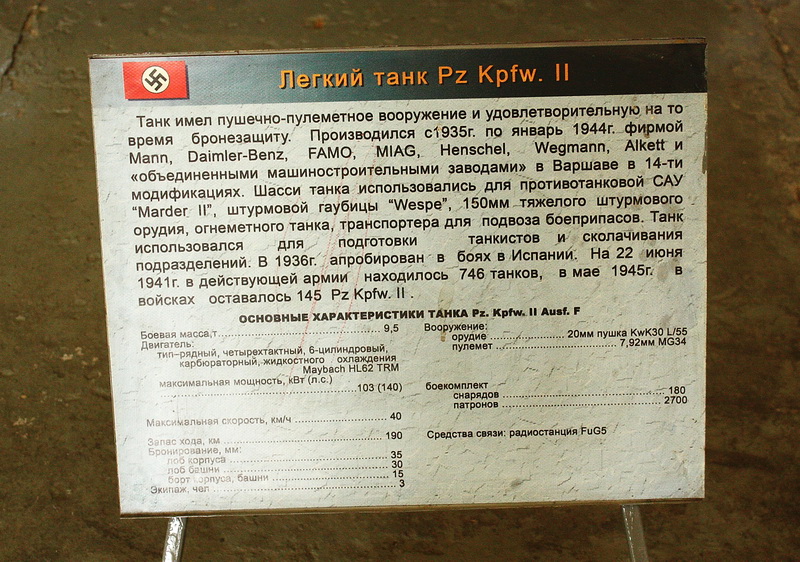 Легкий танк Pz Kpfw. II
Танк имел пушечно-пулеметное вооружение и удовлетворительную на то
время бронезащиту. Производился с1935г. по январь 1944г. фирмой
Mann, Daimler-Benz, FAMO, MIAG, Henschel, Wegmann, Alkett и
«объединенными машиностроительными заводами» в Варшаве в 14-ти
модификациях. Шасси танка использовались для противотанковой САУ
“Marder II”, штурмовой гаубицы “Wespe”, 150мм тяжелого штурмового
орудия, огнеметного танка, транспортера для подвоза боеприпасов. Танк
использовался для подготовки танкистов и сколачивания
подразделений. В 1936г. апробирован в боях в Испании. На 22 июня
1941г. в действующей армии находилось 746 танков, в мае 1945г. в
войсках оставалось 145 Pz Kpfw. II .
ОСНОВНЫЕ ХАРАКТЕРИСТИКИ ТАНКА Pz. Kpfw. II Ausf. F
Боевая масса,т 9,5
Двигатель:
тип–рядный, четырехтактный, 6-цилиндровый,
карбюраторный,-жидкостного охлаждения
Maybach HL62 TRM
максимальная мощность, кВт (л.с.)
103 (140)
Максимальная скорость, км/ч 40
Запас хода, км 190
Бронирование, мм:
лоб корпуса 35
лоб башни 30
борт корпуса, башни 15
Экипаж, чел 3
Вооружение:
орудие 20мм пушка KwK30 L/55
пулемет 7,92мм MG34
боекомплект
снарядов 180
патронов 2700
Средства связи: радиостанция FuG5